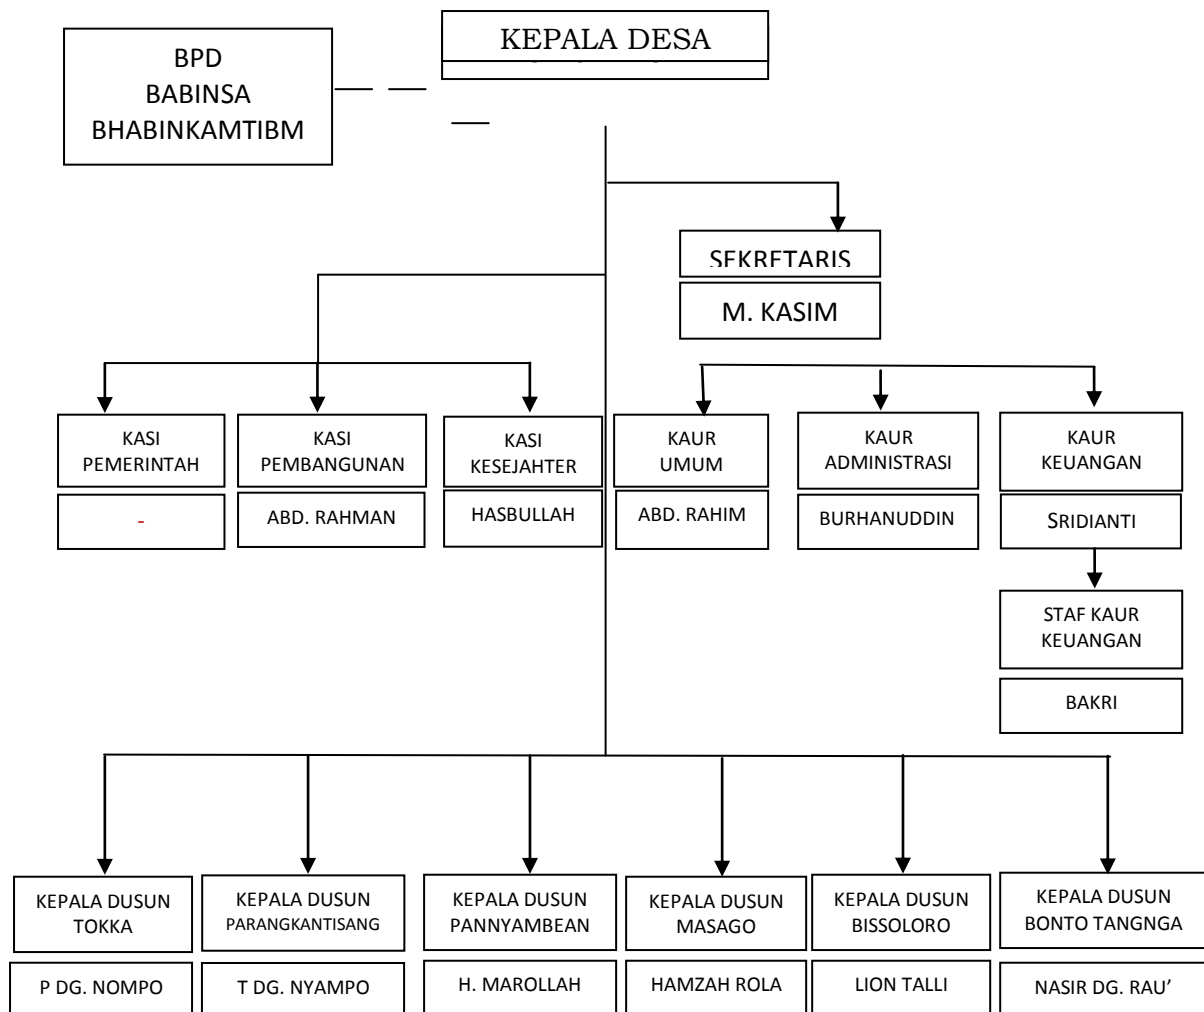 KEPALA DESA
BPD
BABINSA
BHABINKAMTIBM
SEKRETARIS
M. KASIM
KASI
PEMERINTAH
KASI
PEMBANGUNAN
KASI
KESEJAHTER
KAUR
UMUM
KAUR
ADMINISTRASI
KAUR
KEUANGAN
-
ABD. RAHMAN
HASBULLAH
ABD. RAHIM
BURHANUDDIN
SRIDIANTI
STAF KAUR
KEUANGAN
BAKRI
KEPALA DUSUN
TOKKA
KEPALA DUSUN
PARANGKANTISANG
KEPALA DUSUN
PANNYAMBEAN
KEPALA DUSUN
MASAGO
KEPALA DUSUN
BISSOLORO
KEPALA DUSUN
BONTO TANGNGA
P DG. NOMPO
T DG. NYAMPO
H. MAROLLAH
HAMZAH ROLA
LION TALLI
NASIR DG. RAU’